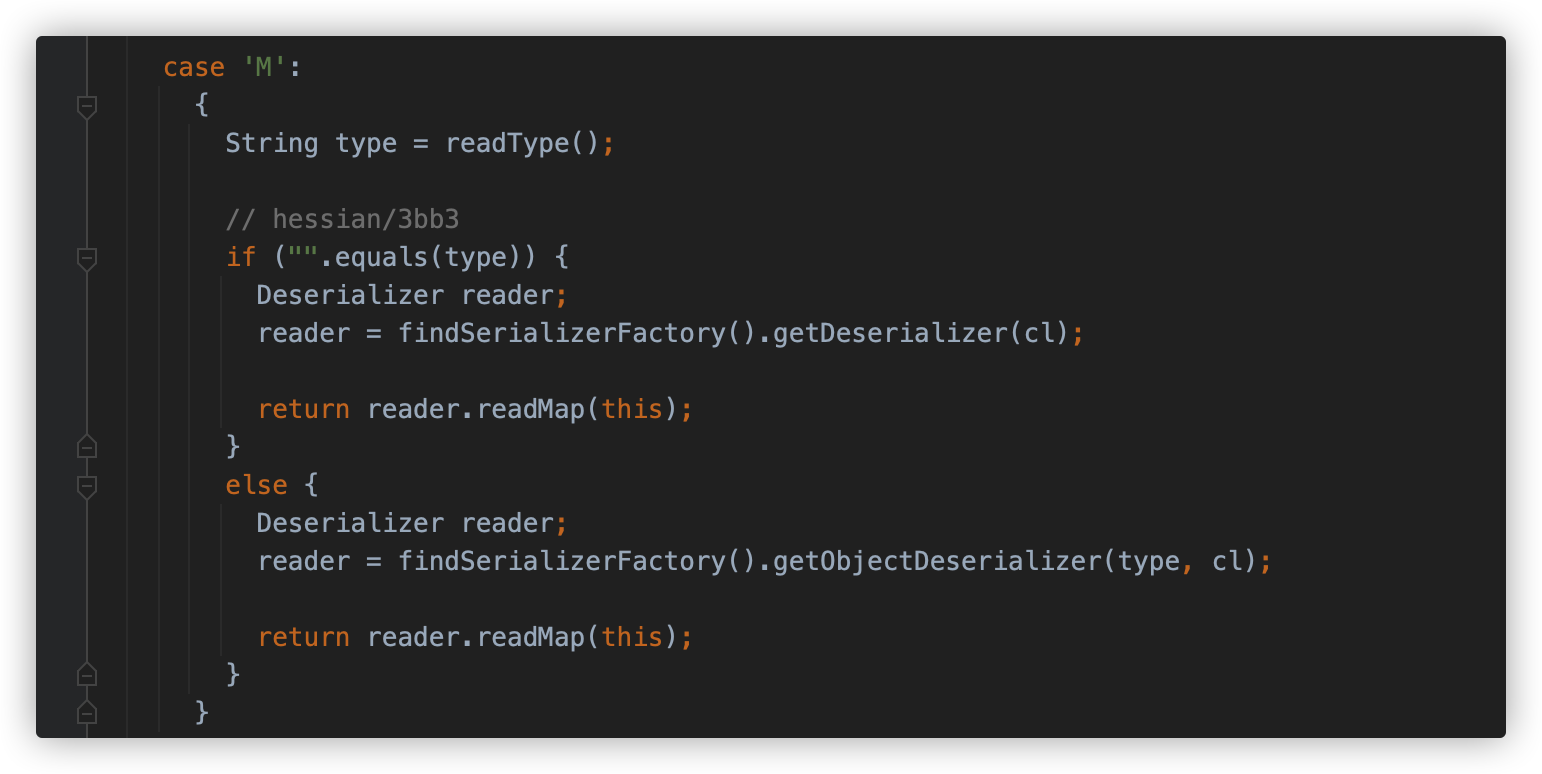 case 'M':
{
String type = readType();
// hessian/3bb3
if ("".equals(type)) {
Deserializer reader;
reader = findSerializerFactory().getDeserializer(cl);
return reader.readMap(this);
}
else {
Deserializer reader;
reader = findSerializerFactory().getObjectDeserializer(type, cl);
return reader.readMap(this);
}
}